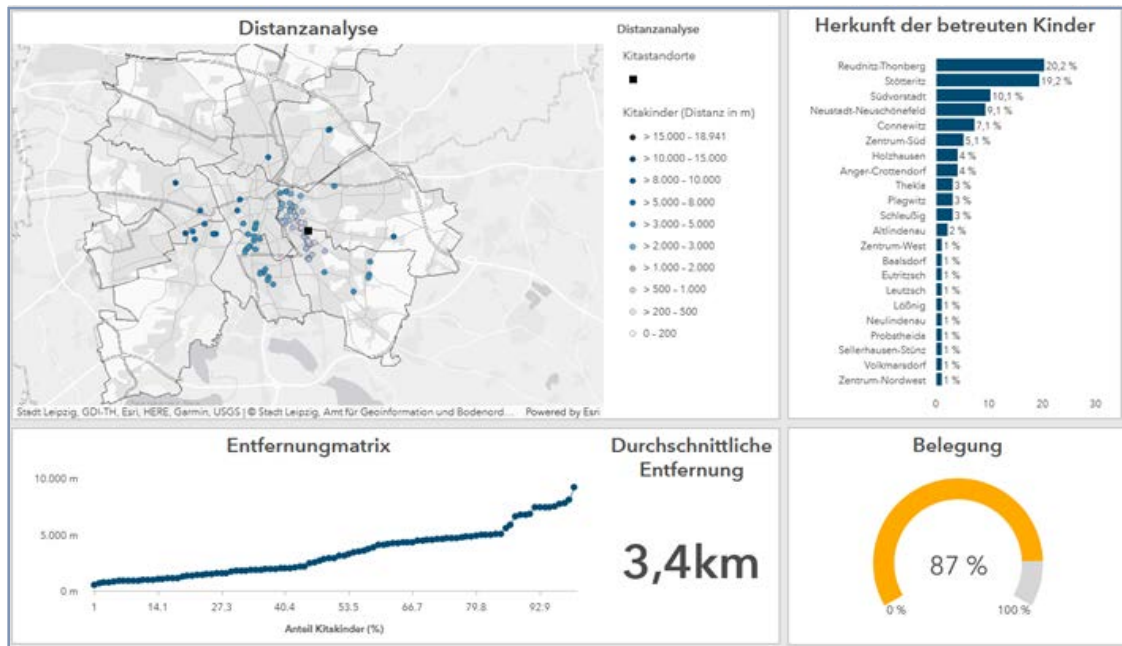 Distanzanalyse
Stadt Leipzig, GDI-TH, Esri, HERE, Garmin, USGS | © Stadt Leipzig, Amt für Geoinformation und Bodenord...
Powered by Esri
Distanzanalyse
Kitastandorte
Kitakinder (Distanz in m)
> 15.000 – 18.941
> 10.000 – 15.000
> 8.000 – 10.000
> 5.000 – 8.000
> 3.000 – 5.000
> 2.000 – 3.000
> 1.000 – 2.000
> 500 – 1.000
> 200 – 500
0 – 200
Herkunft der betreuten Kinder
Reudnitz-Thonberg 20,2 %
Stötteritz 19,2 %
Südvorstadt 10,1 %
Neustadt-Neuschönefeld 9,1 %
Connewitz 7,1 %
Zentrum-Süd 5,1 %
Holzhausen 4 %
Anger-Crottendorf 4 %
Thekla 3 %
Plagwitz 3 %
Schleußig 3 %
Altlindenau 2 %
Zentrum-West 1 %
Baalsdorf 1 %
Eutritzsch 1 %
Leutzsch 1 %
Lößnig 1 %
Neulindenau 1 %
Probstheida 1 %
Sellerhausen-Stünz 1 %
Volkmarsdorf 1 %
Zentrum-Nordwest 1 %
0 10 20 30
Entfernungmatrix
10.000 m
5.000 m
0 m
1 14.1 27.3 40.4 53.5 66.7 79.8 92.9
Anteil Kitakinder (%)
Durchschnittliche
Entfernung
3,4km
Belegung
87 %
0 % 100 %